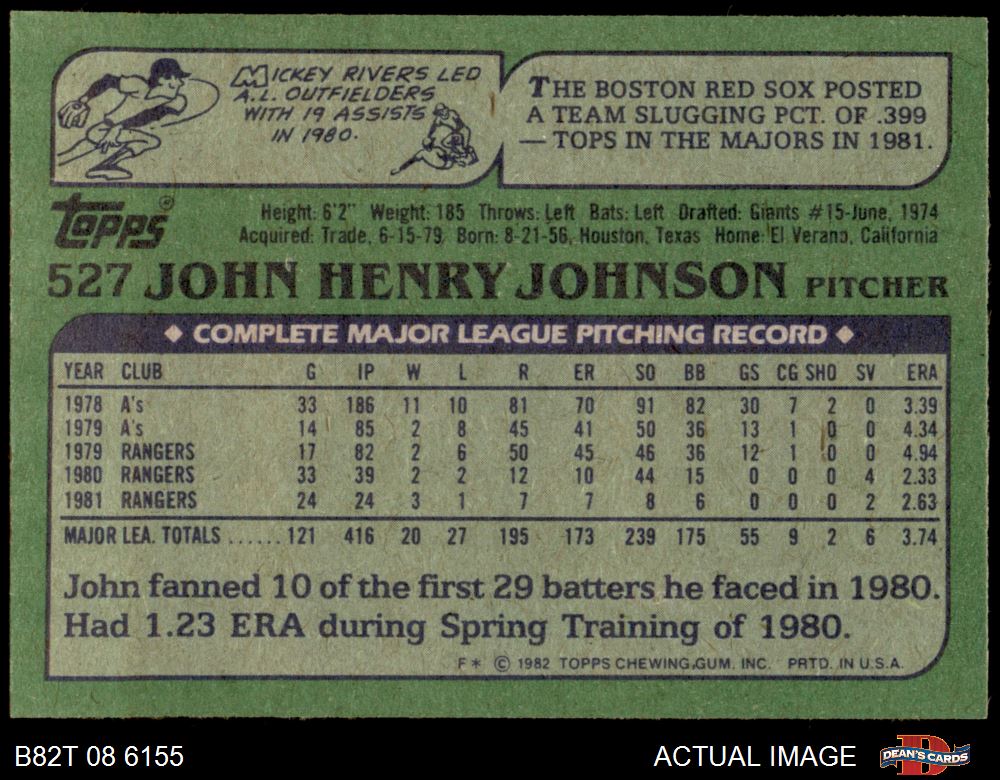 MICKEY RIVERS LED
A.L. OUTFIELDERS
WITH 19 ASSISTS
IN 1980.
THE BOSTON RED SOX POSTED
A TEAM SLUGGING PCT. OF .399
— TOPS IN THE MAJORS IN 1981.
Topps®
Height: 6'2" Weight: 185 Throws: Left Bats: Left Drafted: Giants #15-June, 1974
Acquired: Trade, 6-15-79, Born: 8-21-56, Houston, Texas Home: El Verano, California
527 JOHN HENRY JOHNSON PITCHER
◆ COMPLETE MAJOR LEAGUE PITCHING RECORD ◆
YEAR CLUB G IP W L R ER SO BB GS CG SHO SV ERA
1978 A's 33 186 11 10 81 70 91 82 30 7 2 0 3.39
1979 A's 14 85 2 8 45 41 50 36 13 1 0 0 4.34
1979 RANGERS 17 82 2 6 50 45 46 36 12 1 0 0 4.94
1980 RANGERS 33 39 2 2 12 10 44 15 0 0 0 4 2.33
1981 RANGERS 24 24 3 1 7 7 8 6 0 0 0 2 2.63
MAJOR LEA. TOTALS ...... 121 416 20 27 195 173 239 175 55 9 2 6 3.74
John fanned 10 of the first 29 batters he faced in 1980.
Had 1.23 ERA during Spring Training of 1980.
F* © 1982 TOPPS CHEWING GUM, INC. PRTD. IN U.S.A.
B82T 08 6155
ACTUAL IMAGE
D
DEAN'S CARDS